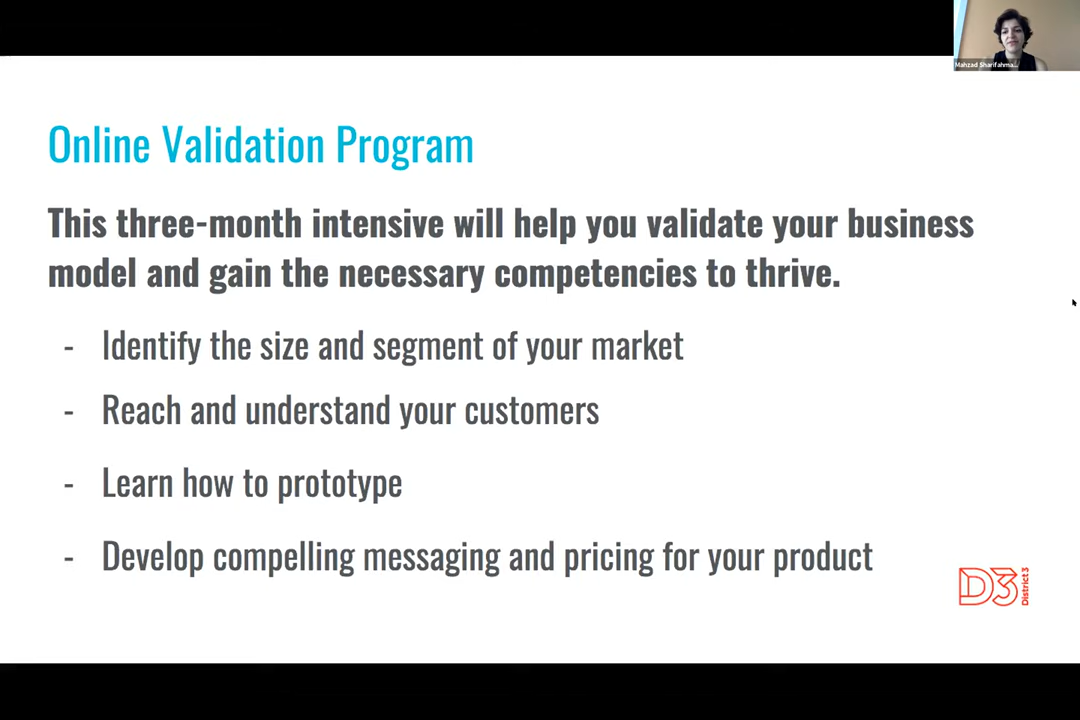 Mahzad Sharifahma...
Online Validation Program
This three-month intensive will help you validate your business
model and gain the necessary competencies to thrive.
- Identify the size and segment of your market
- Reach and understand your customers
- Learn how to prototype
- Develop compelling messaging and pricing for your product
D3
District 3